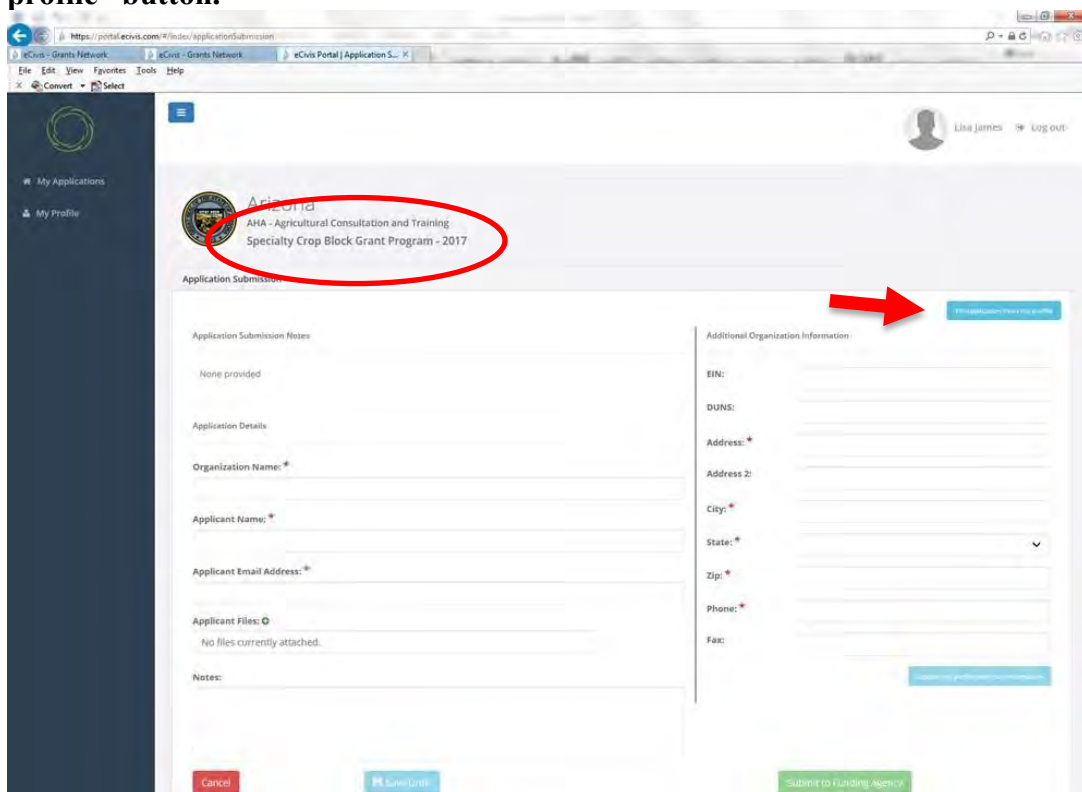 profile" button.
https://portal.ecivis.com/#/index/applicationSubmission
eCivis - Grants Network
eCivis - Grants Network
eCivis Portal | Application S... ×
File Edit View Favorites Tools Help
× Convert Select
Lisa James Log out
My Applications
My Profile
Arizona
AHA - Agricultural Consultation and Training
Specialty Crop Block Grant Program - 2017
Application Submission
Application Submission Notes
None provided
Application Details
Organization Name: *
Applicant Name: *
Applicant Email Address: *
Applicant Files:
No files currently attached.
Notes:
Additional Organization Information
EIN:
DUNS:
Address: *
Address 2:
City: *
State: *
Zip: *
Phone: *
Fax:
Cancel
Save Draft
Submit to Funding Agency